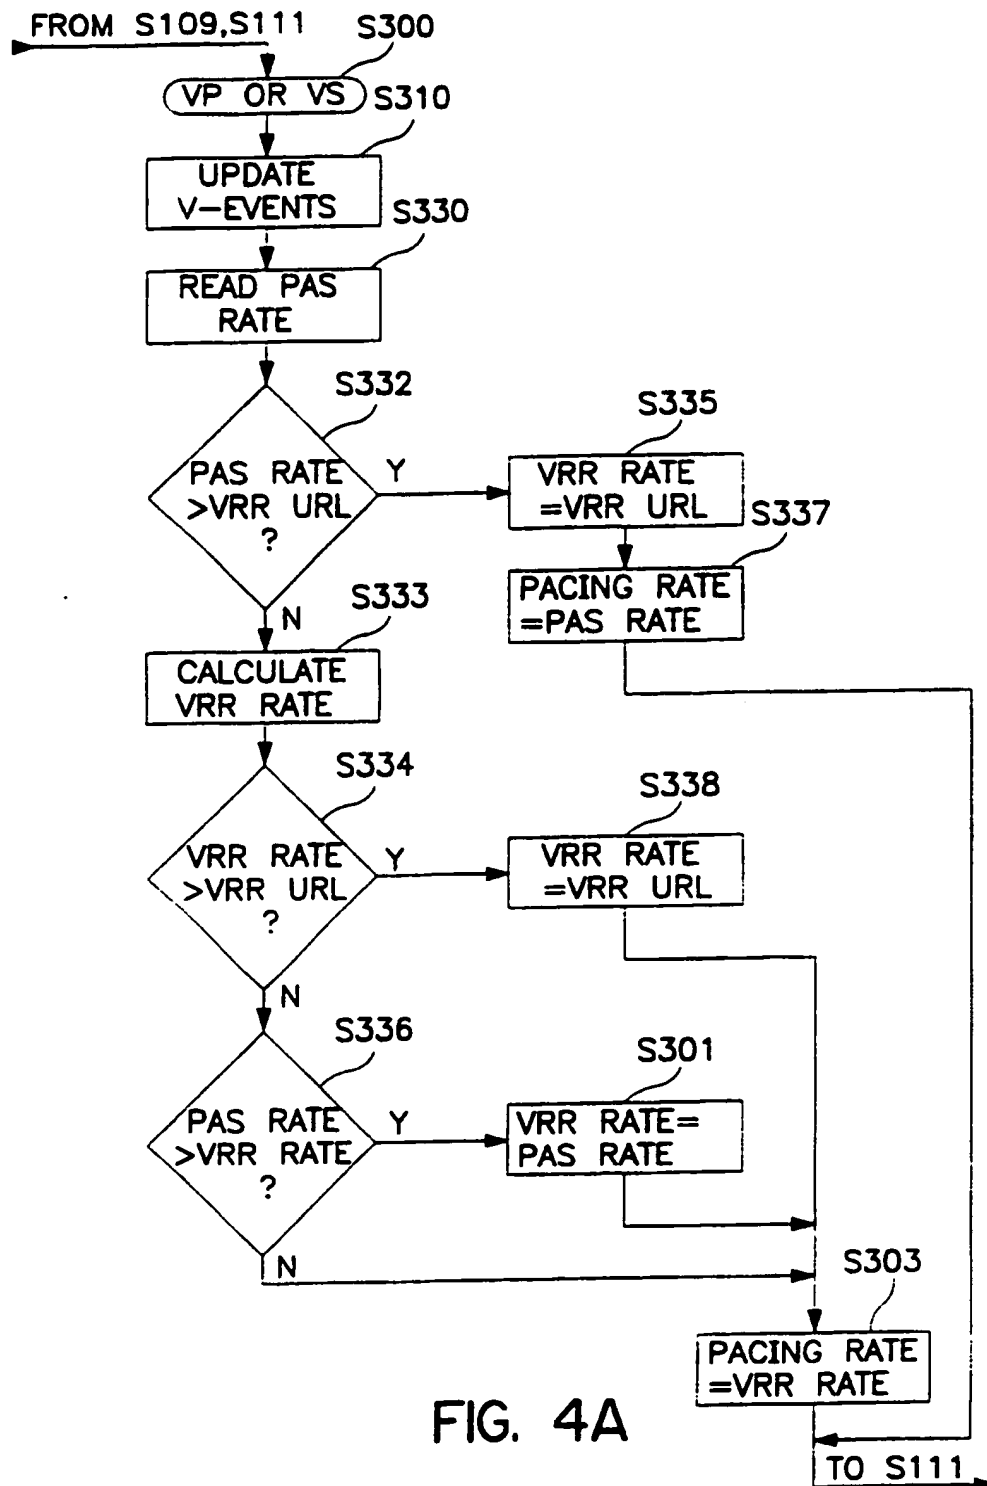 FROM S109,S111
S300
VP OR VS
S310
UPDATE
V-EVENTS
S330
READ PAS
RATE
S332
PAS RATE
>VRR URL
?
Y
N
S335
VRR RATE
=VRR URL
S337
PACING RATE
=PAS RATE
S333
CALCULATE
VRR RATE
S334
VRR RATE
>VRR URL
?
Y
N
S338
VRR RATE
=VRR URL
S336
PAS RATE
>VRR RATE
?
Y
N
S301
VRR RATE=
PAS RATE
S303
PACING RATE
=VRR RATE
TO S111
FIG. 4A